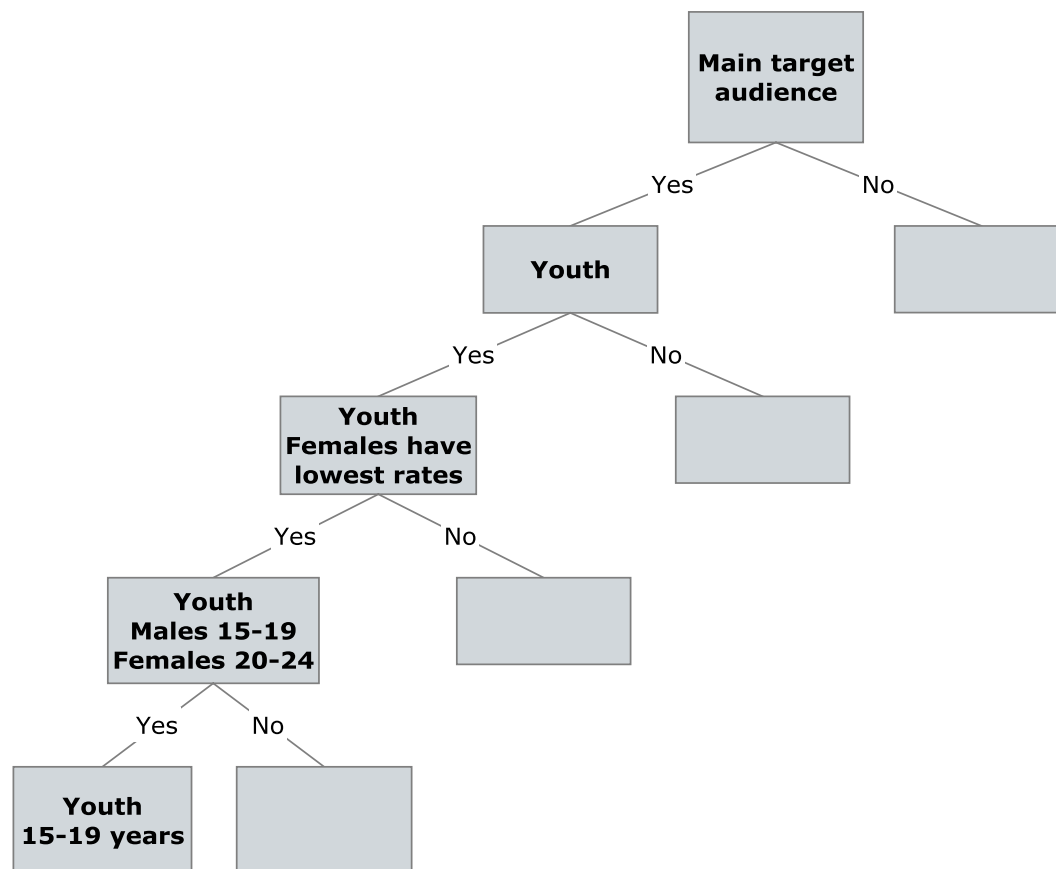 Main target
audience
Yes
No
Youth
Yes
No
Youth
Females have
lowest rates
Yes
No
Youth
Males 15-19
Females 20-24
Yes
No
Youth
15-19 years